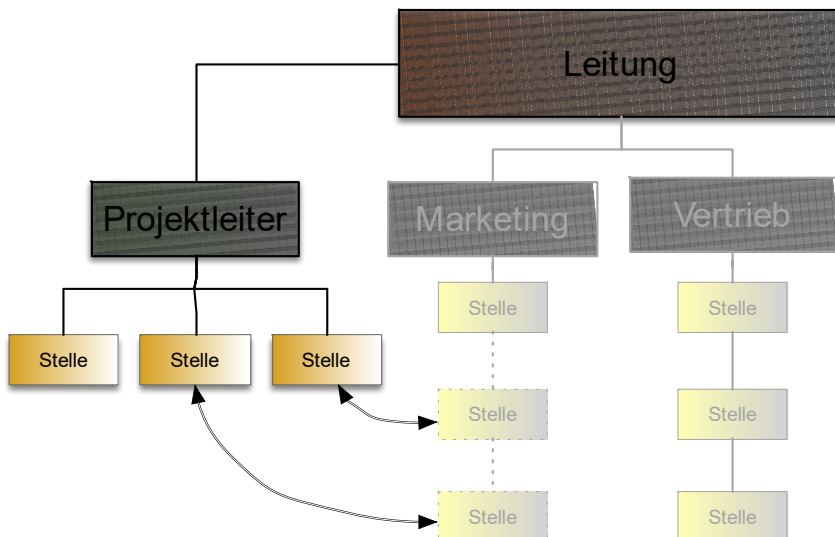 Leitung
Projektleiter
Marketing
Vertrieb
Stelle
Stelle
Stelle
Stelle
Stelle
Stelle
Stelle
Stelle
Stelle